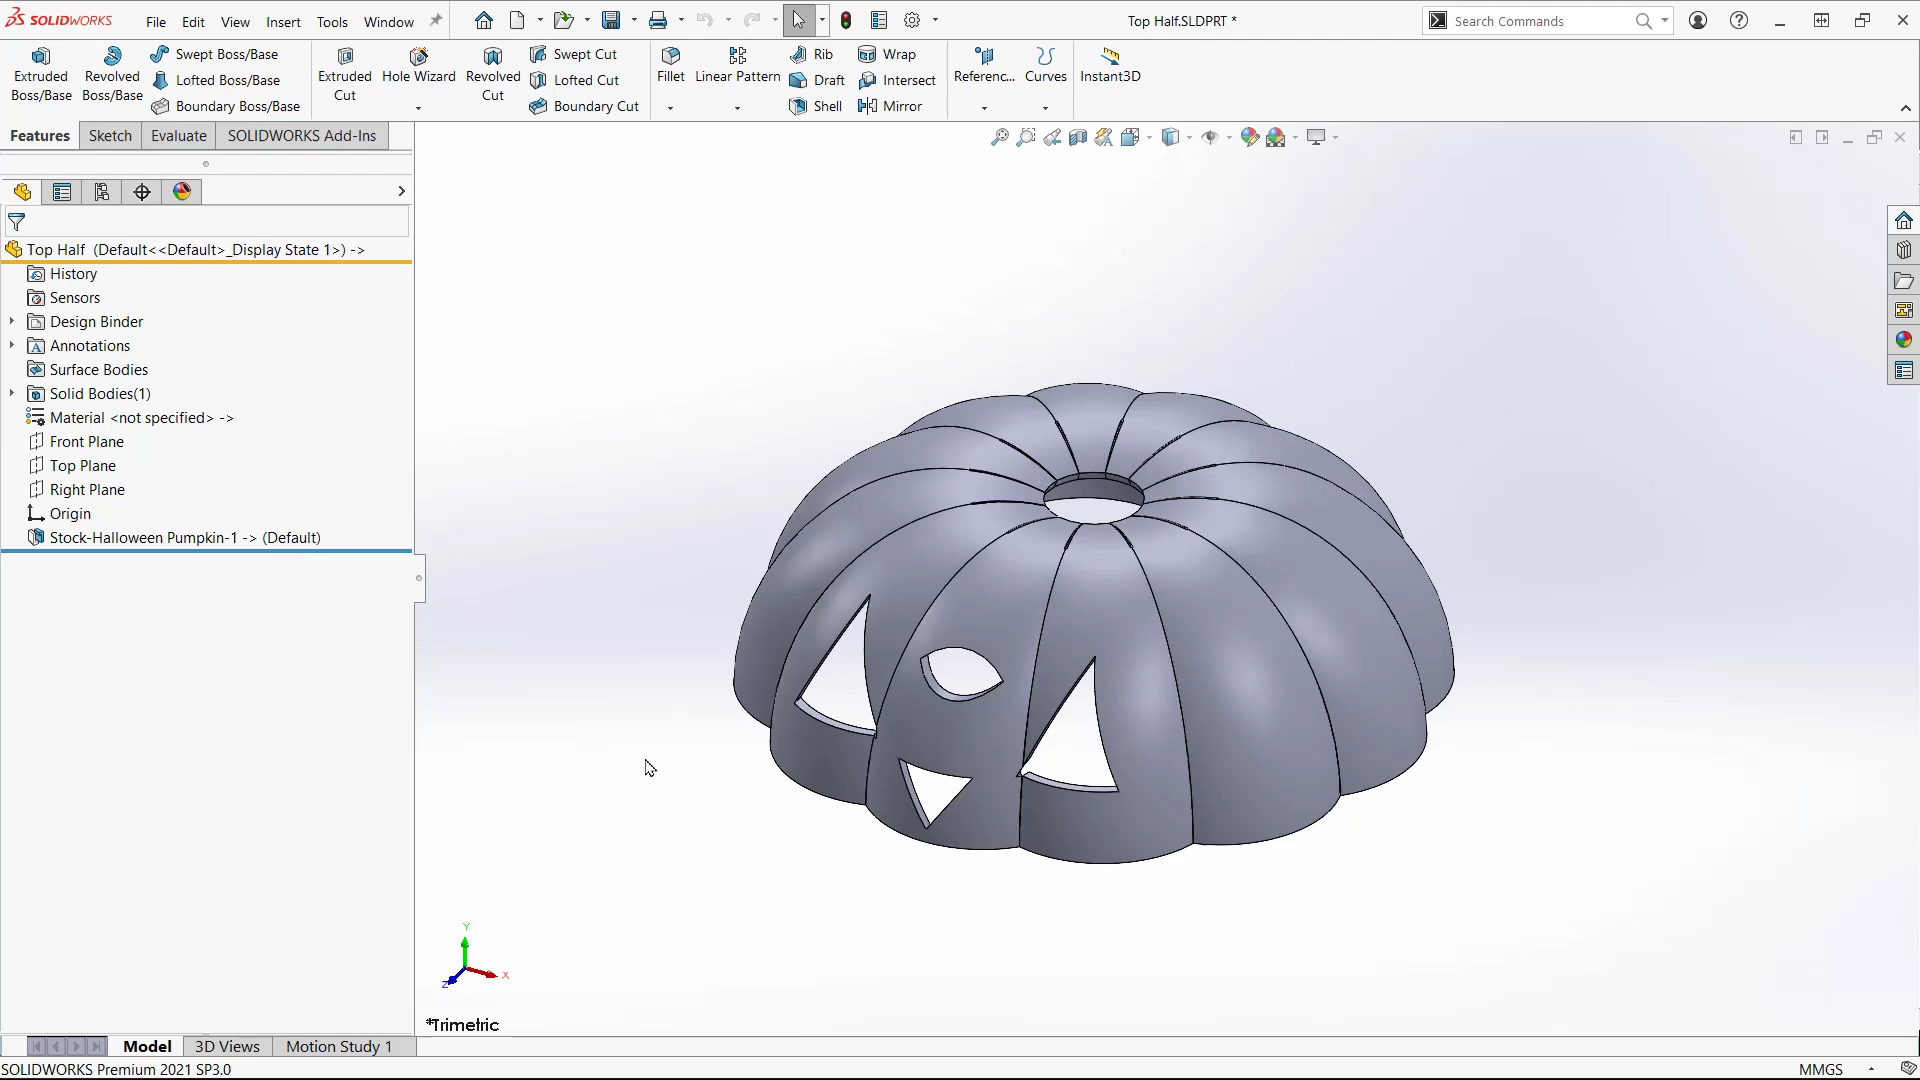 SOLIDWORKS File Edit View Insert Tools Window Top Half.SLDPRT * Search Commands
Extruded Boss/Base
Revolved Boss/Base
Swept Boss/Base
Lofted Boss/Base
Boundary Boss/Base
Extruded Cut
Hole Wizard
Revolved Cut
Swept Cut
Lofted Cut
Boundary Cut
Fillet
Linear Pattern
Rib
Draft
Shell
Wrap
Intersect
Mirror
Referenc...
Curves
Instant3D
Features Sketch Evaluate SOLIDWORKS Add-Ins
Top Half (Default<<Default>_Display State 1>) ->
History
Sensors
Design Binder
Annotations
Surface Bodies
Solid Bodies(1)
Material <not specified> ->
Front Plane
Top Plane
Right Plane
Origin
Stock-Halloween Pumpkin-1 -> (Default)
Y
X
Z
*Trimetric
Model 3D Views Motion Study 1
SOLIDWORKS Premium 2021 SP3.0 MMGS